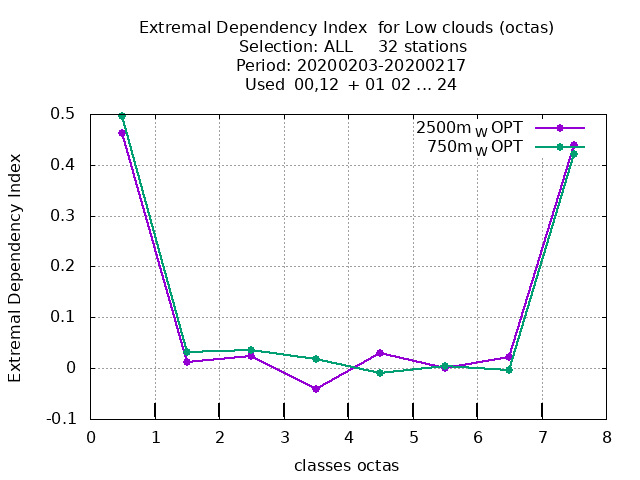 Extremal Dependency Index  for Low clouds (octas)
Selection: ALL     32 stations
Period: 20200203-20200217
Used  00,12  + 01 02 ... 24
2500m W OPT
750m W OPT
Extremal Dependency Index
0.5
0.4
0.3
0.2
0.1
0
-0.1
0 1 2 3 4 5 6 7 8
classes octas